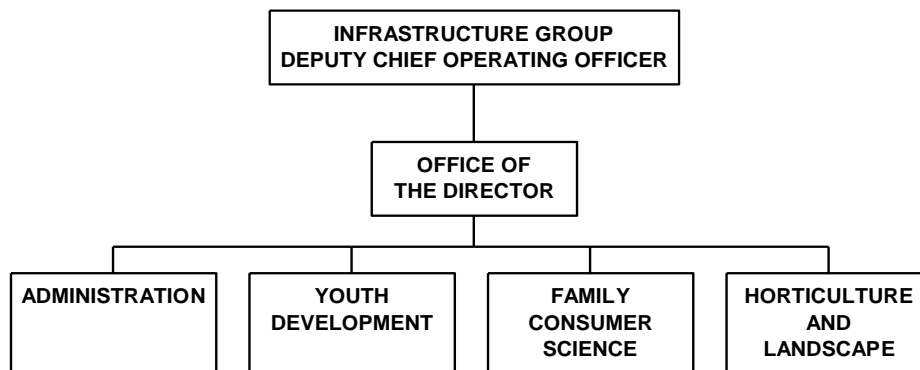 INFRASTRUCTURE GROUP
DEPUTY CHIEF OPERATING OFFICER
OFFICE OF
THE DIRECTOR
ADMINISTRATION
YOUTH
DEVELOPMENT
FAMILY
CONSUMER
SCIENCE
HORTICULTURE
AND
LANDSCAPE